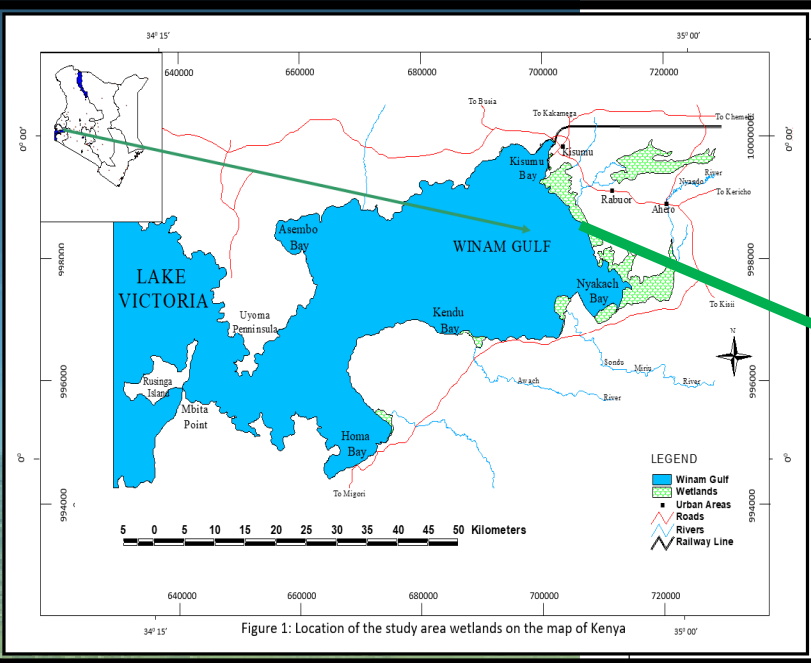 34° 15'
35° 00'
640000
660000
680000
700000
720000
To Busia
To Kakamega
To Chemelil
0° 00'
10000000
0° 00'
Kisumu
Kisumu
Bay
River
Nyando
To Kericho
Rabuor
Ahero
Asembo
Bay
WINAM GULF
998000
998000
LAKE
VICTORIA
Nyakach
Bay
Kendu
Bay
To Kisii
Uyoma
Penninsula
N
Sondu
Miriu
River
996000
996000
Rusinga
Island
Awach
River
Mbita
Point
Homa
Bay
0°
0°
LEGEND
Winam Gulf
Wetlands
Urban Areas
Roads
Rivers
Railway Line
To Migori
994000
994000
5 0 5 10 15 20 25 30 35 40 45 50 Kilometers
640000
660000
680000
700000
720000
34° 15'
Figure 1: Location of the study area wetlands on the map of Kenya
35° 00'